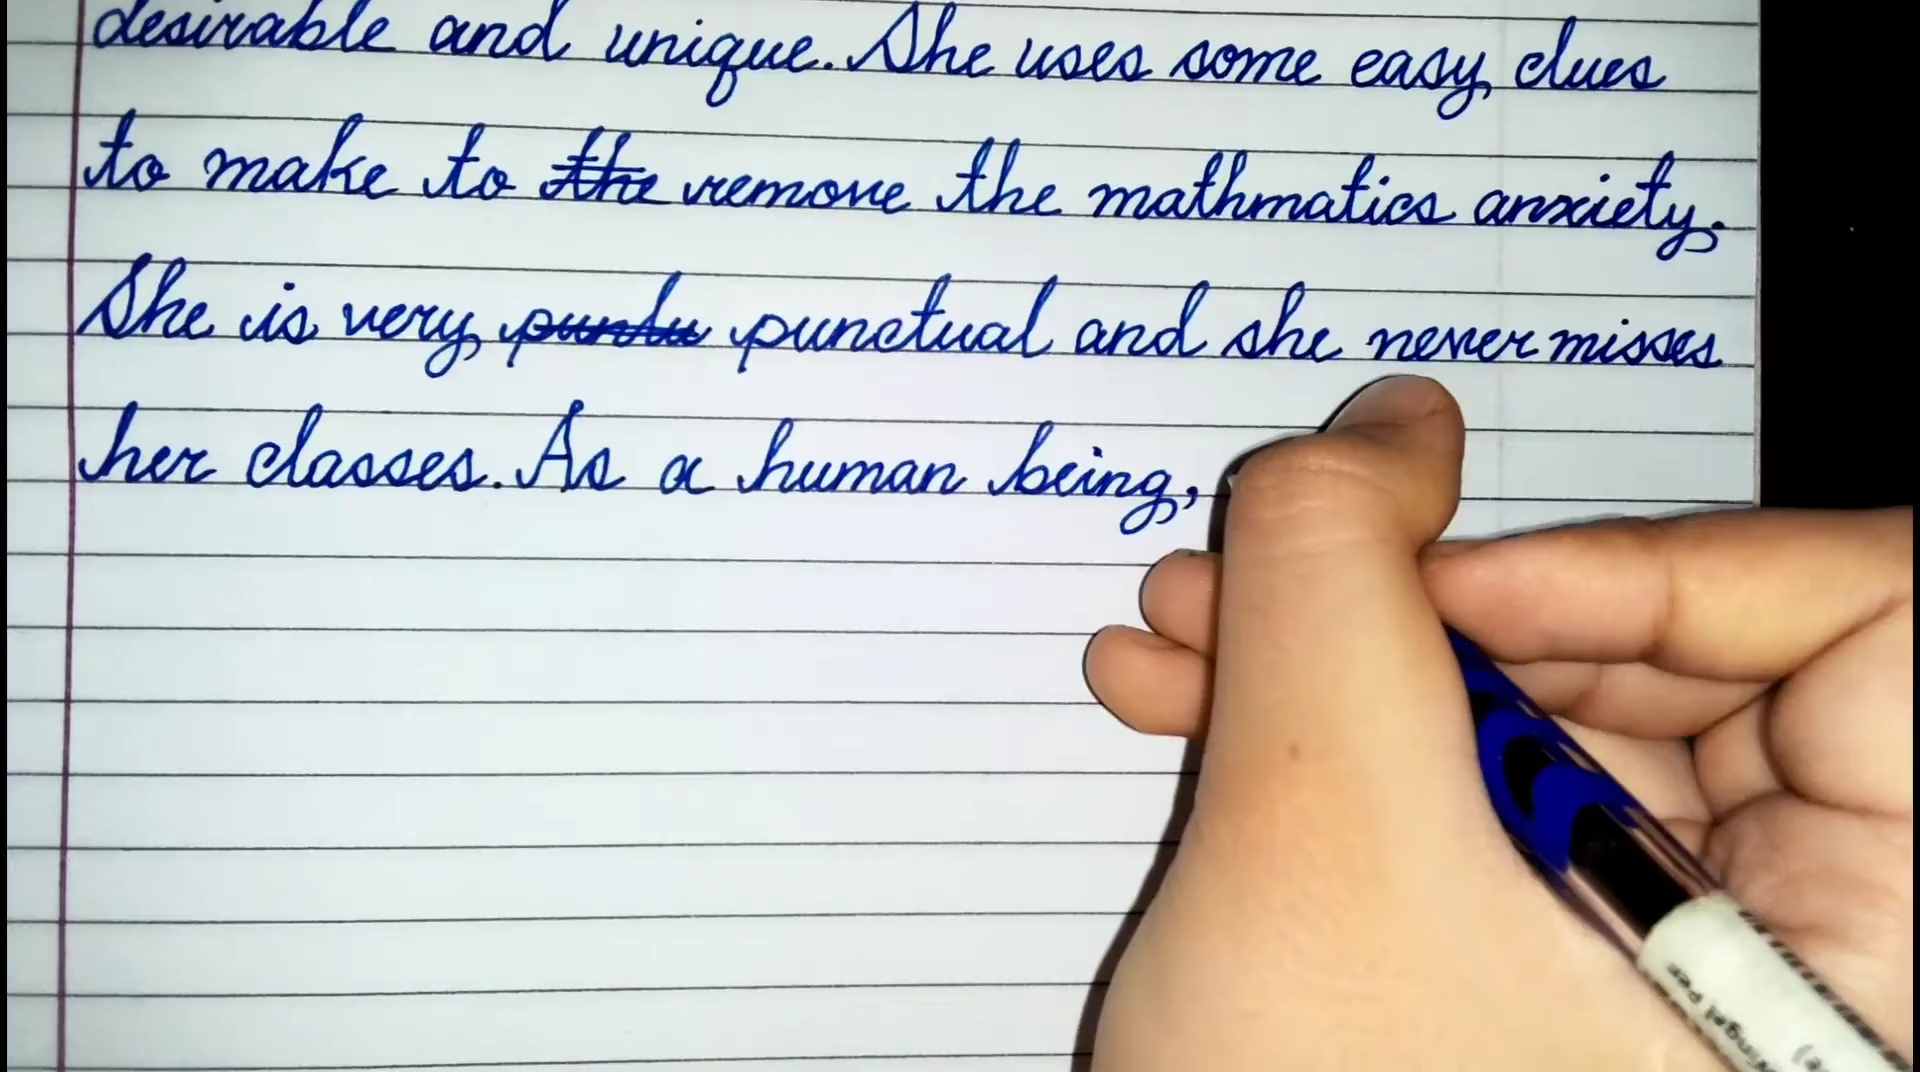 desirable and unique. She uses some easy clues
to make to the remove the mathmatics anxiety.
She is very puntu punctual and she never misses
her classes. As a human being,